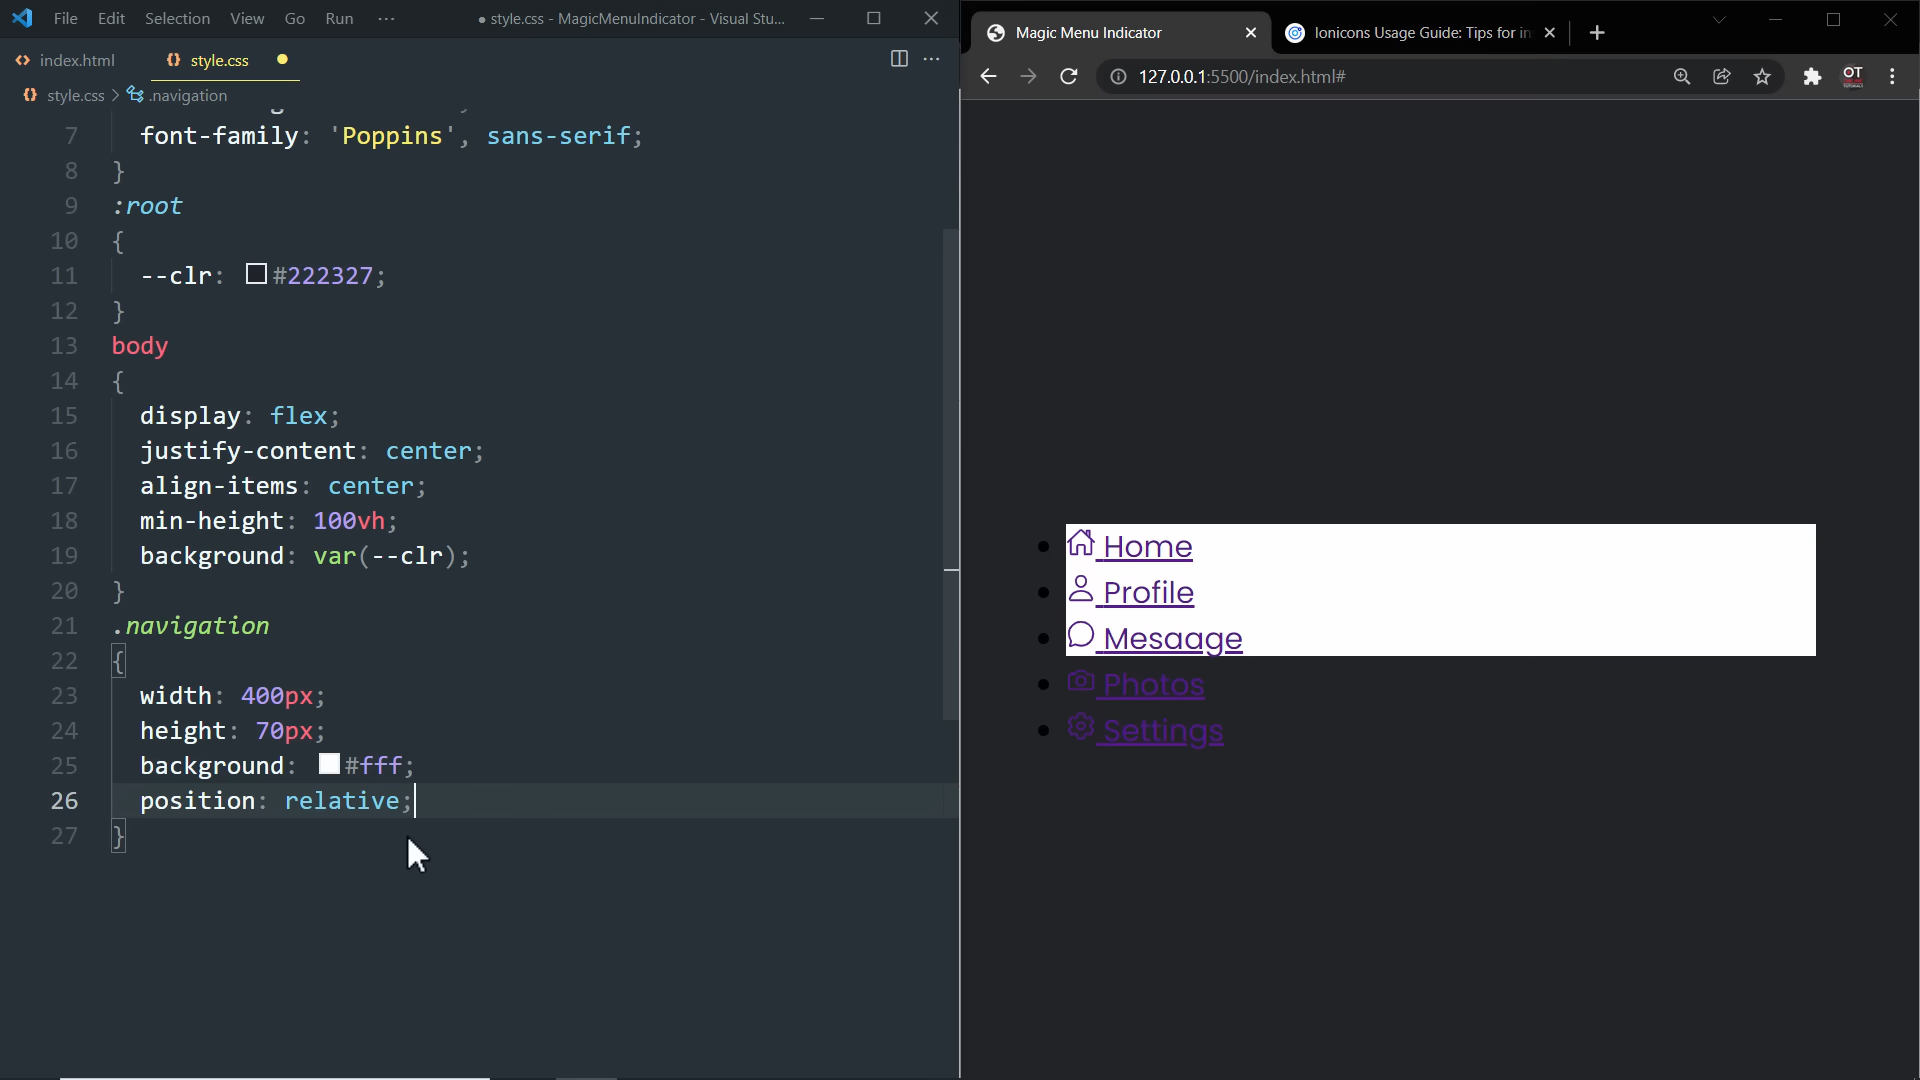 File Edit Selection View Go Run ···
● style.css - MagicMenuIndicator - Visual Stu...
index.html
{} style.css
{} style.css > .navigation
7 font-family: 'Poppins', sans-serif;
8 }
9 :root
10 {
11 --clr: #222327;
12 }
13 body
14 {
15 display: flex;
16 justify-content: center;
17 align-items: center;
18 min-height: 100vh;
19 background: var(--clr);
20 }
21 .navigation
22 {
23 width: 400px;
24 height: 70px;
25 background: #fff;
26 position: relative;
27 }
Magic Menu Indicator
Ionicons Usage Guide: Tips for in
127.0.0.1:5500/index.html#
OT
Home
Profile
Mesaage
Photos
Settings